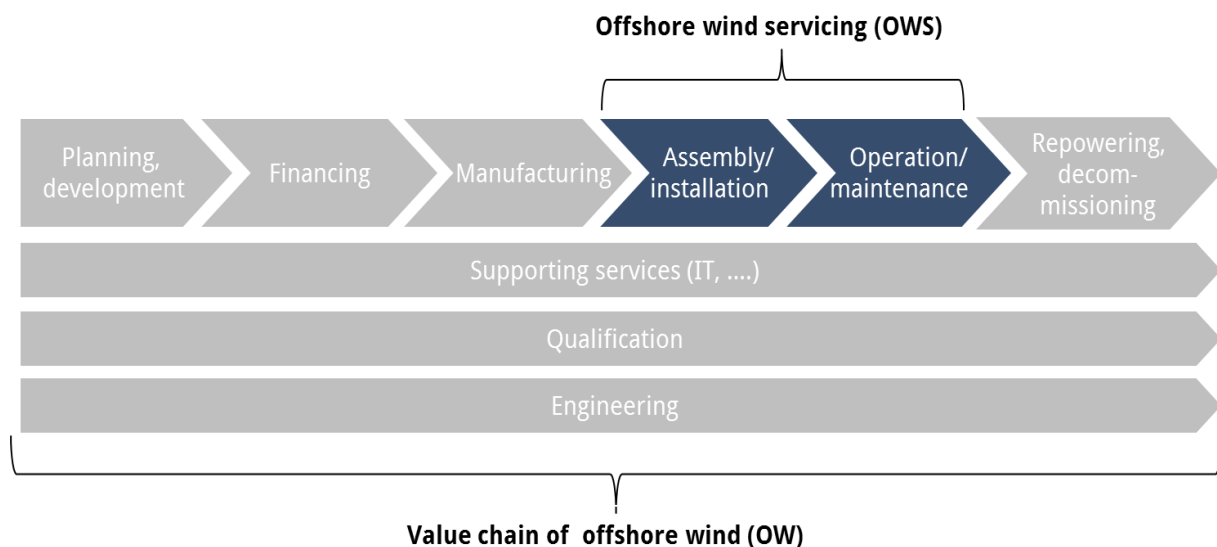 Offshore wind servicing (OWS)
Planning,
development
Financing
Manufacturing
Assembly/
installation
Operation/
maintenance
Repowering,
decom-
missioning
Supporting services (IT, ....)
Qualification
Engineering
Value chain of offshore wind (OW)